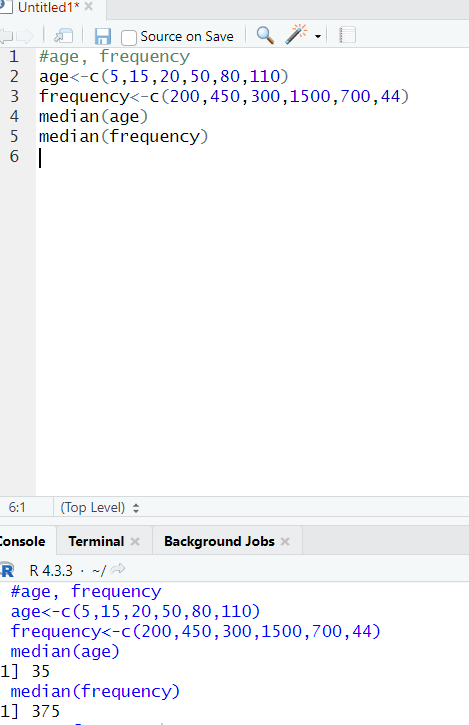 Untitled1*
Source on Save
1 #age, frequency
2 age<-c(5,15,20,50,80,110)
3 frequency<-c(200,450,300,1500,700,44)
4 median(age)
5 median(frequency)
6
6:1 (Top Level)
Console Terminal Background Jobs
R R 4.3.3 · ~/
#age, frequency
age<-c(5,15,20,50,80,110)
frequency<-c(200,450,300,1500,700,44)
median(age)
1] 35
median(frequency)
1] 375